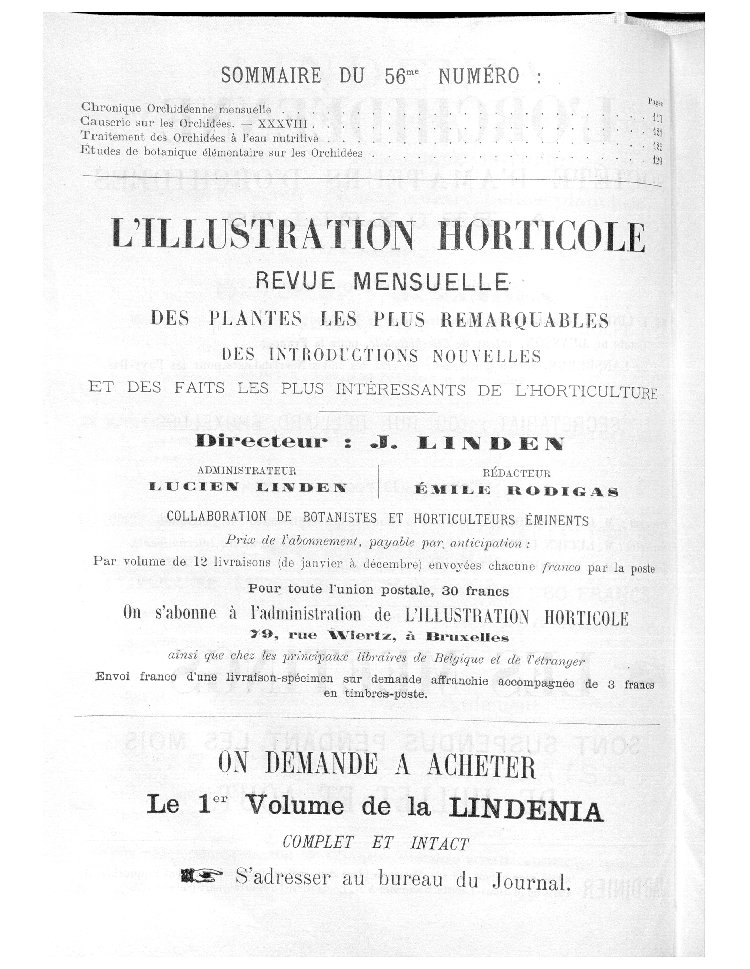 SOMMAIRE DU 56me NUMÉRO :
Pages
Chronique Orchidéenne mensuelle
Causerie sur les Orchidées. — XXXVIII
Traitement des Orchidées à l'eau nutritive
Études de botanique élémentaire sur les Orchidées
L'ILLUSTRATION HORTICOLE
REVUE MENSUELLE
DES PLANTES LES PLUS REMARQUABLES
DES INTRODUCTIONS NOUVELLES
ET DES FAITS LES PLUS INTÉRESSANTS DE L'HORTICULTURE
Directeur : J. LINDEN
ADMINISTRATEUR
LUCIEN LINDEN
RÉDACTEUR
ÉMILE RODIGAS
COLLABORATION DE BOTANISTES ET HORTICULTEURS ÉMINENTS
Prix de l'abonnement, payable par anticipation :
Par volume de 12 livraisons (de janvier à décembre) envoyées chacune franco par la poste
Pour toute l'union postale, 30 francs
On s'abonne à l'administration de L'ILLUSTRATION HORTICOLE
79, rue Wiertz, à Bruxelles
ainsi que chez les principaux libraires de Belgique et de l'étranger
Envoi franco d'une livraison-spécimen sur demande affranchie accompagnée de 3 francs
en timbres-poste.
ON DEMANDE A ACHETER
Le 1er Volume de la LINDENIA
COMPLET ET INTACT
S'adresser au bureau du Journal.